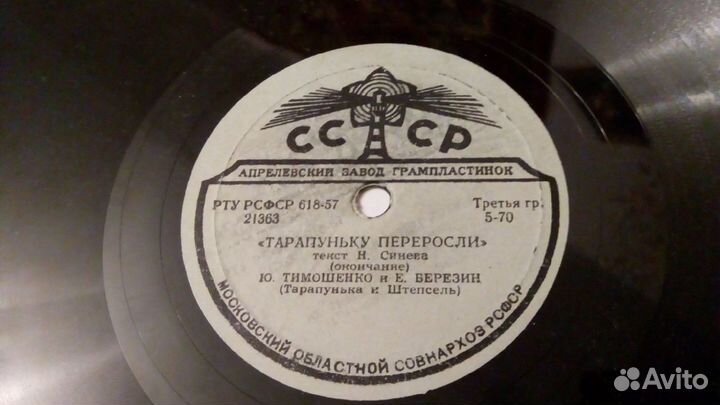 СССР
АПРЕЛЕВСКИЙ ЗАВОД ГРАМПЛАСТИНОК
РТУ РСФСР 618-57
21363
Третья гр.
5-70
«ТАРАПУНЬКУ ПЕРЕРОСЛИ»
текст Н. Синева
(окончание)
Ю. ТИМОШЕНКО и Е. БЕРЕЗИН
(Тарапунька и Штепсель)
МОСКОВСКИЙ ОБЛАСТНОЙ СОВНАРХОЗ РСФСР
Avito